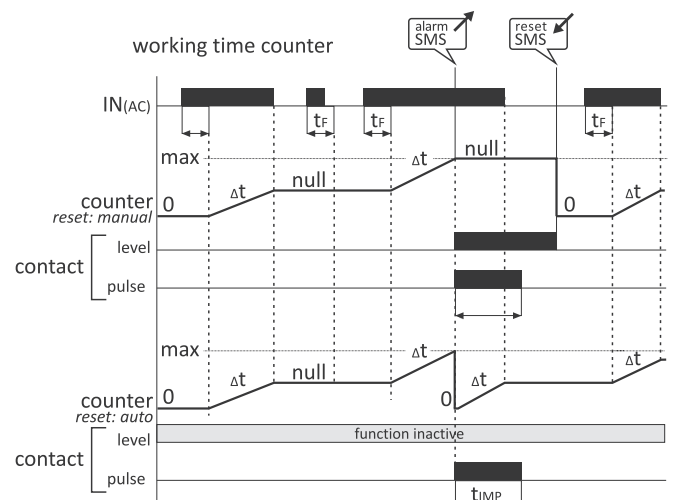 alarm
SMS
reset
SMS
working time counter
IN(AC)
tF
tF
tF
max
Δt
null
Δt
null
counter
reset: manual
0
0
Δt
contact
level
pulse
max
Δt
Δt
0
Δt
null
0
Δt
counter
reset: auto
level
function inactive
contact
pulse
tIMP